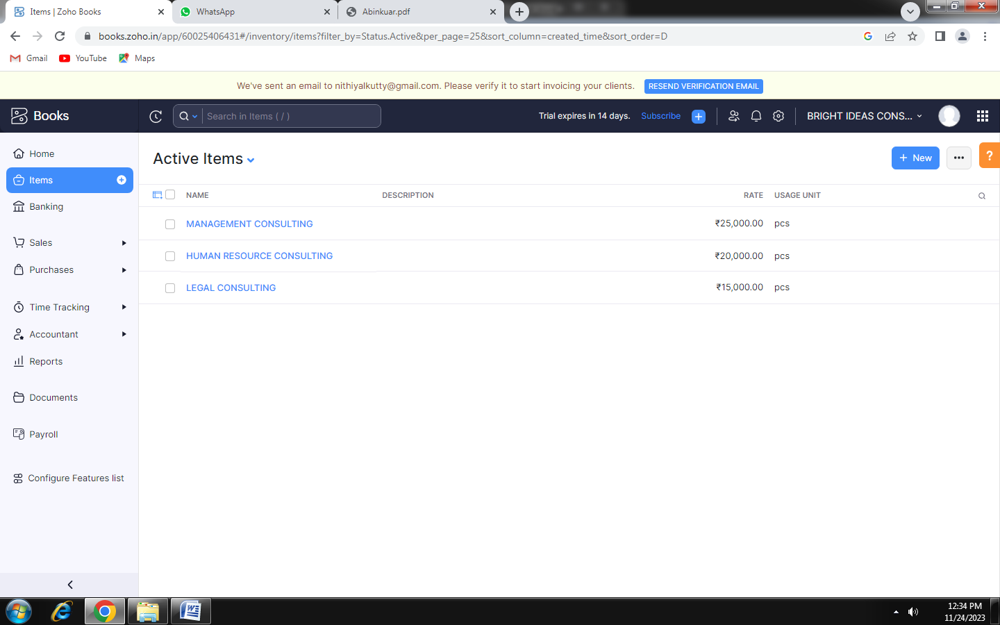 Items | Zoho Books
WhatsApp
Abinkuar.pdf
books.zoho.in/app/60025406431#/inventory/items?filter_by=Status.Active&per_page=25&sort_column=created_time&sort_order=D
Gmail
YouTube
Maps
We've sent an email to nithiyalkutty@gmail.com. Please verify it to start invoicing your clients. RESEND VERIFICATION EMAIL
Books
Search in Items ( / )
Trial expires in 14 days. Subscribe
BRIGHT IDEAS CONS...
Home
Items
Banking
Sales
Purchases
Time Tracking
Accountant
Reports
Documents
Payroll
Configure Features list
Active Items
+ New
?
NAME DESCRIPTION RATE USAGE UNIT
MANAGEMENT CONSULTING ₹25,000.00 pcs
HUMAN RESOURCE CONSULTING ₹20,000.00 pcs
LEGAL CONSULTING ₹15,000.00 pcs
12:34 PM
11/24/2023